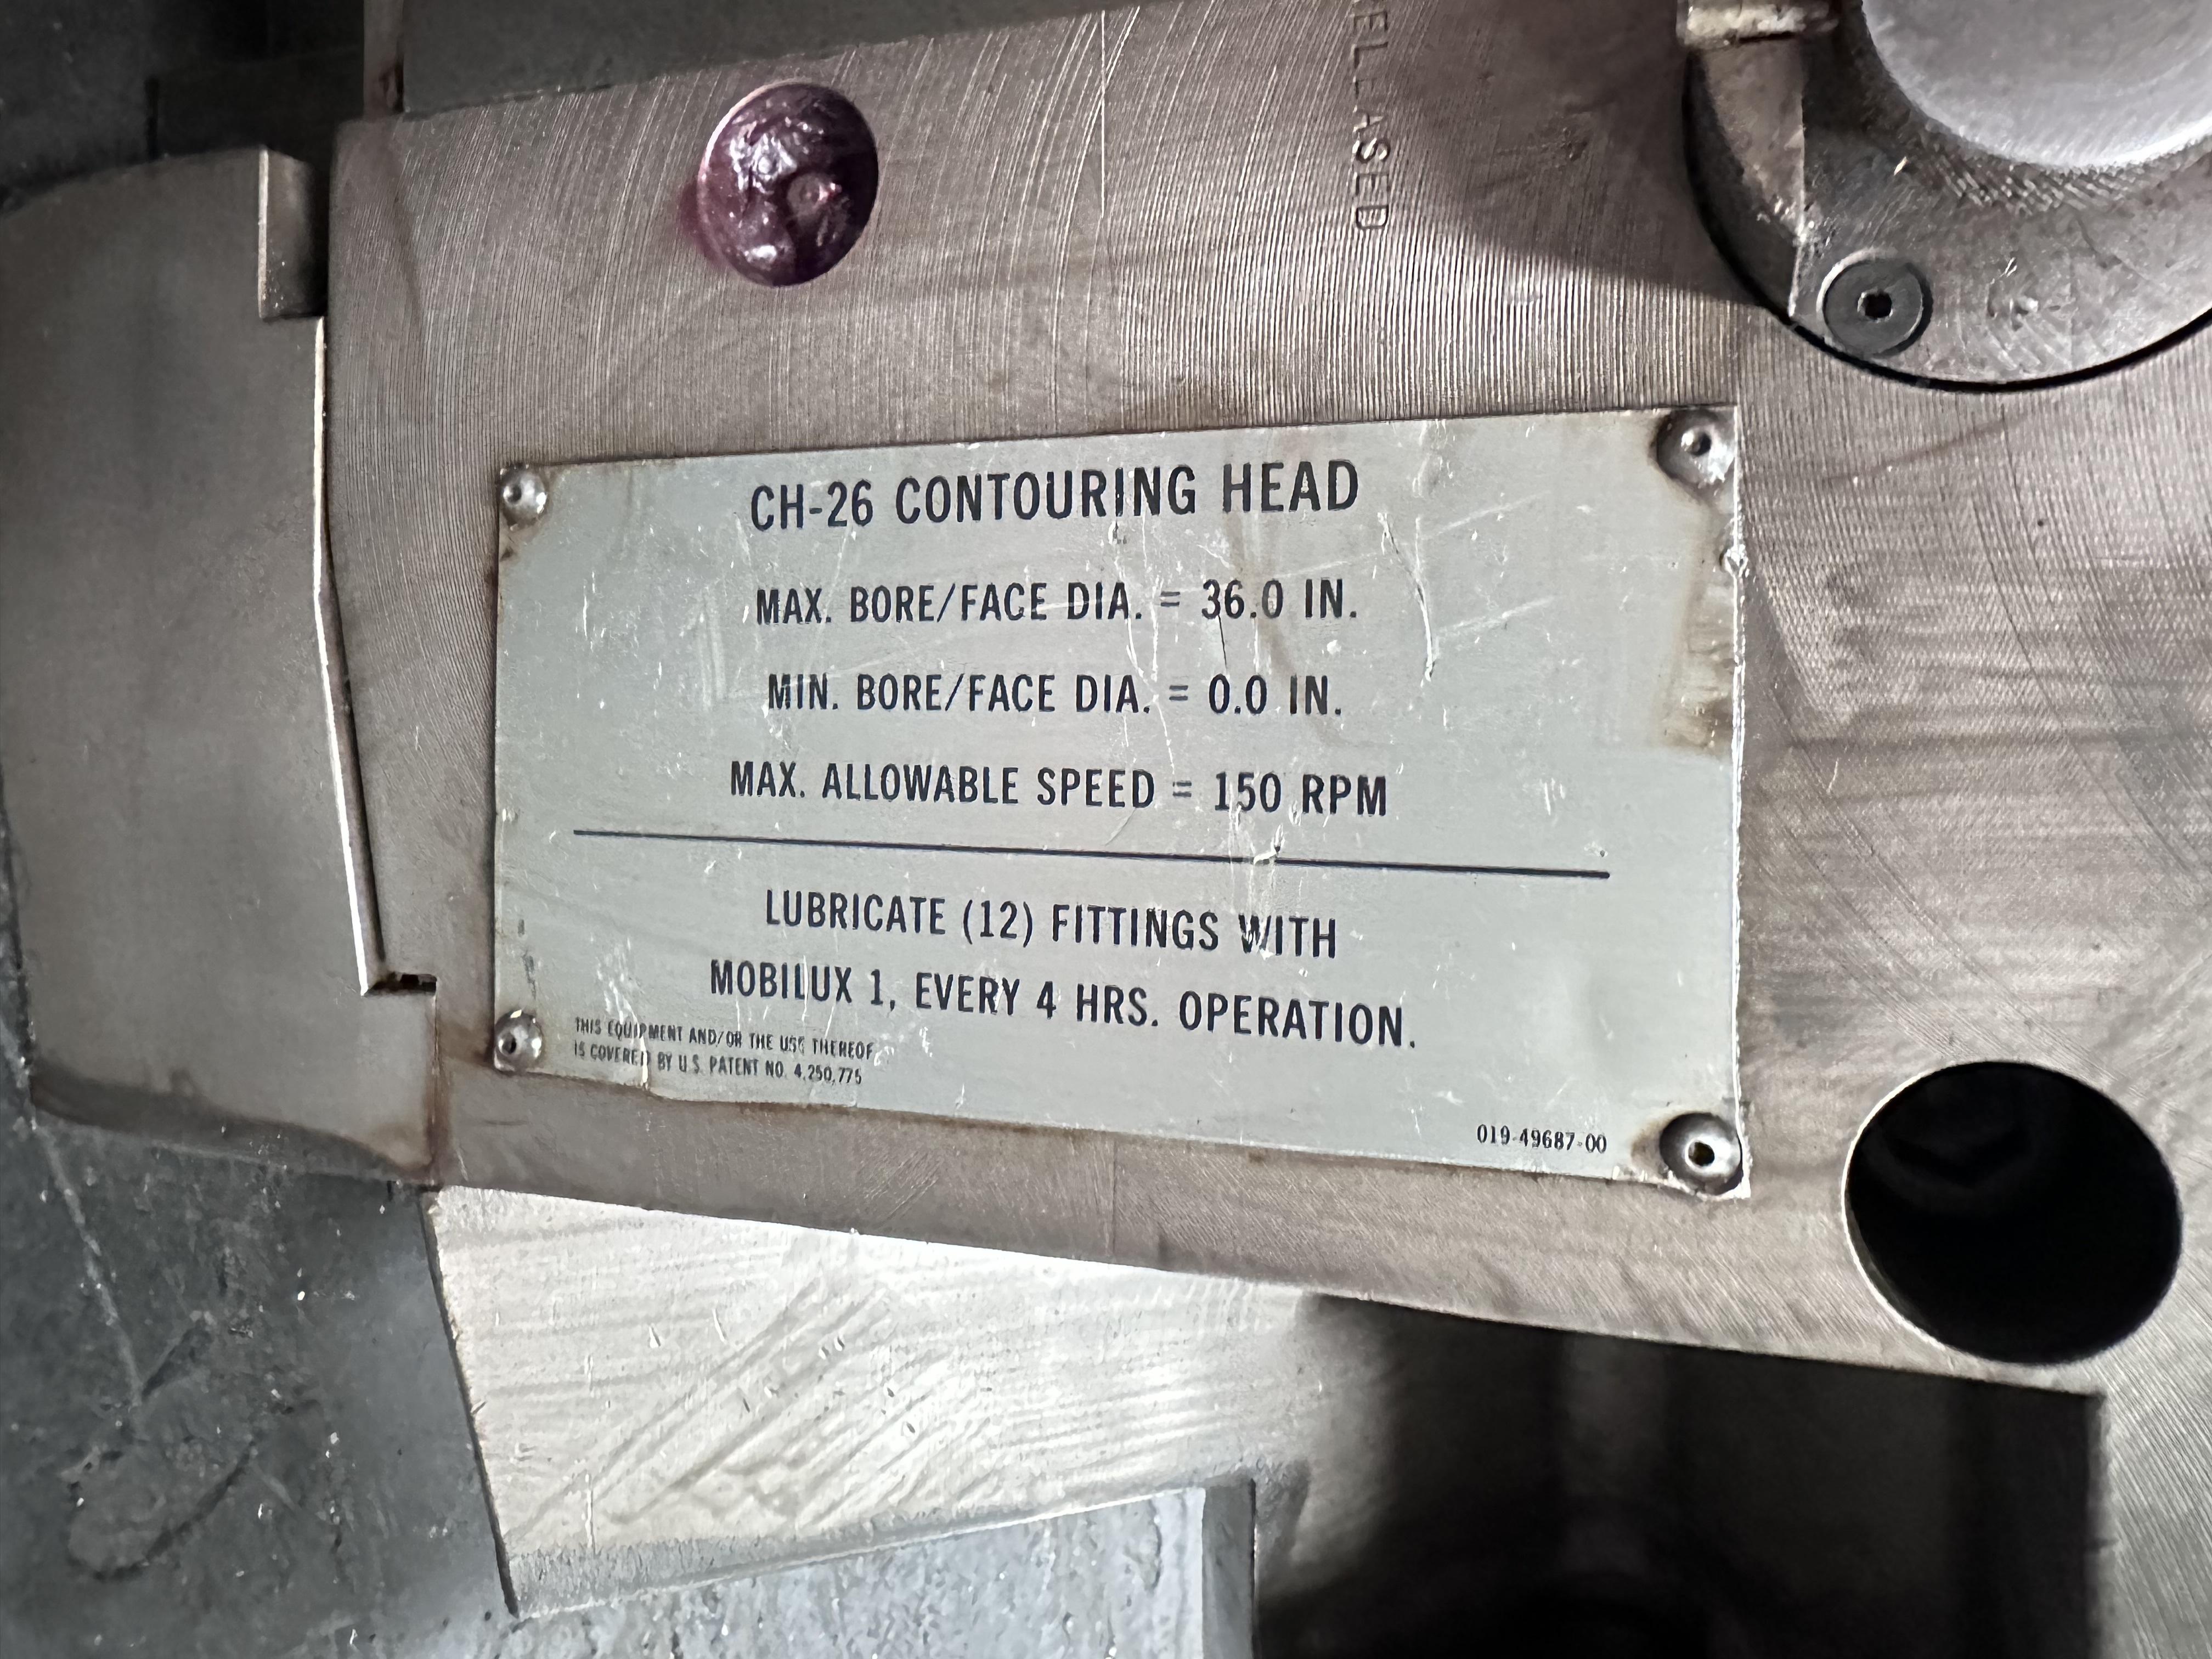 CH-26 CONTOURING HEAD
MAX. BORE/FACE DIA. = 36.0 IN.
MIN. BORE/FACE DIA. = 0.0 IN.
MAX. ALLOWABLE SPEED = 150 RPM
LUBRICATE (12) FITTINGS WITH
MOBILUX 1, EVERY 4 HRS. OPERATION.
THIS EQUIPMENT AND/OR THE USE THEREOF
IS COVERED BY U.S. PATENT NO. 4,250,775
019-49687-00